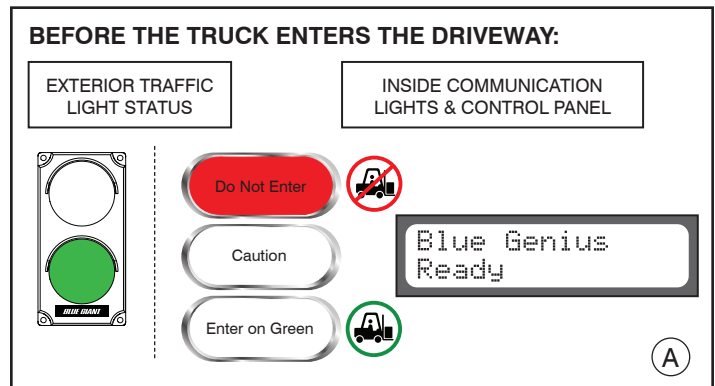 BEFORE THE TRUCK ENTERS THE DRIVEWAY:
EXTERIOR TRAFFIC
LIGHT STATUS
INSIDE COMMUNICATION
LIGHTS & CONTROL PANEL
BLUE GIANT
Do Not Enter
Caution
Enter on Green
Blue Genius
Ready
A